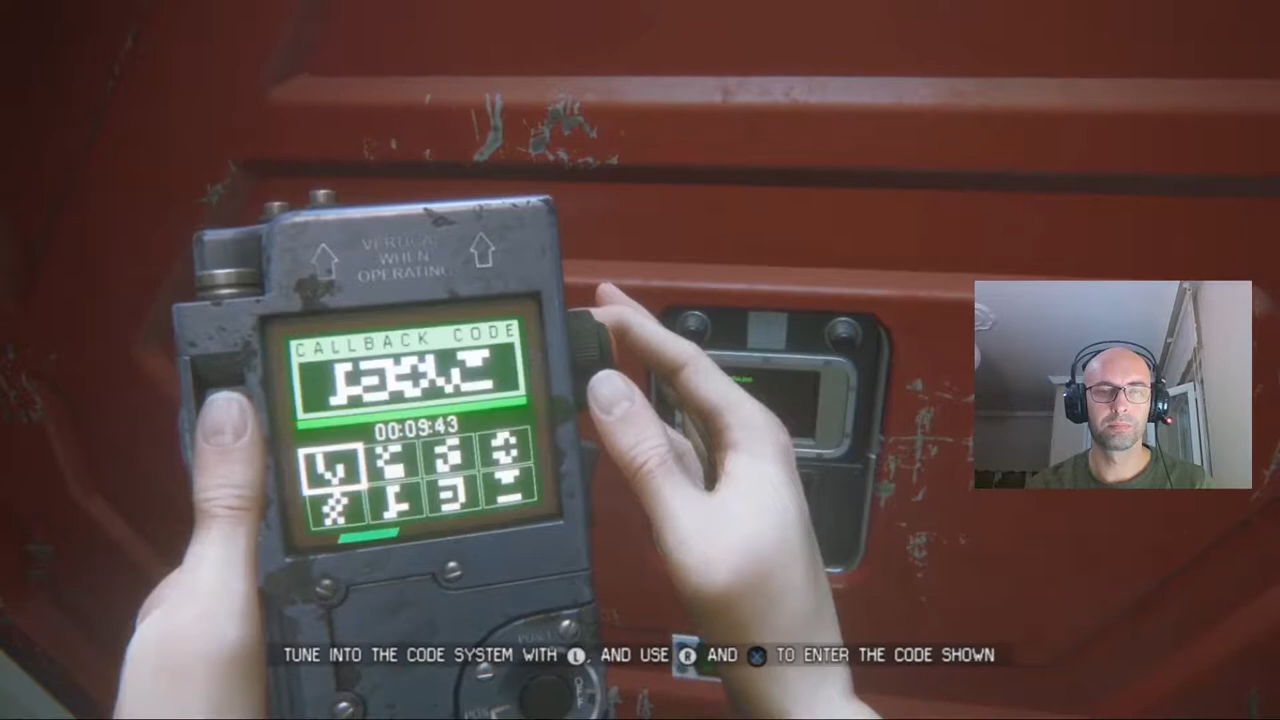 VERTICAL
WHEN
OPERATING
CALLBACK CODE
00:09:43
TUNE INTO THE CODE SYSTEM WITH L, AND USE R AND X TO ENTER THE CODE SHOWN